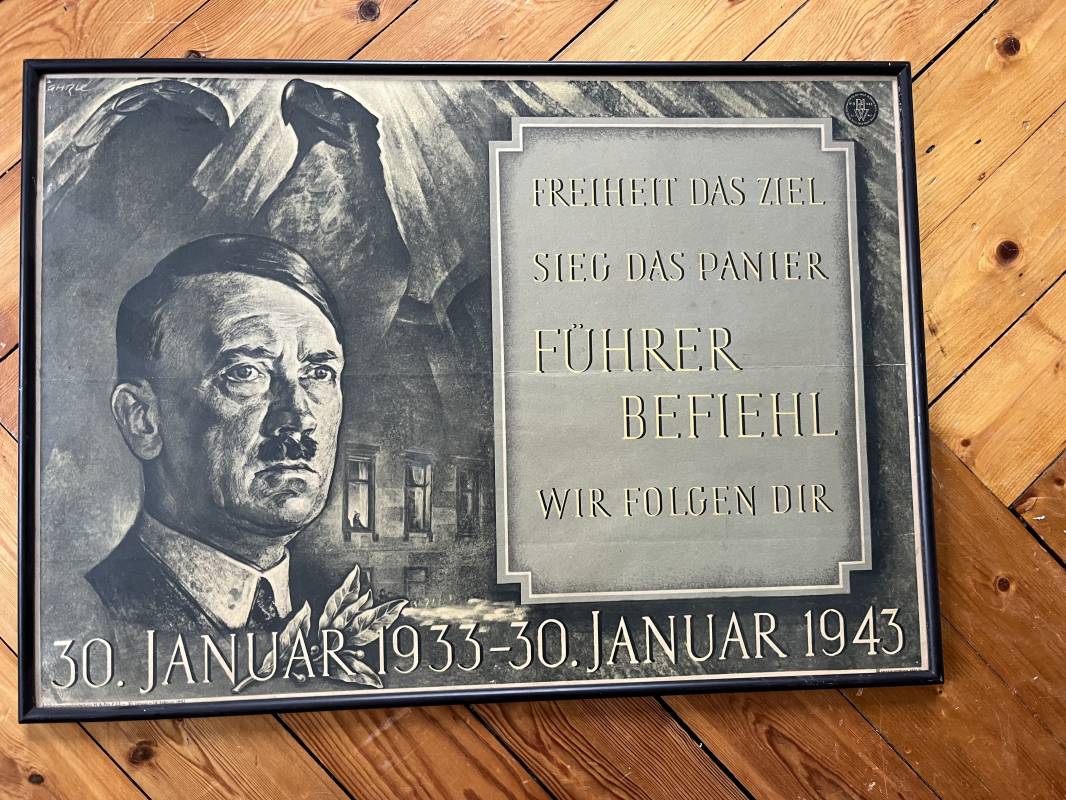 FREIHEIT DAS ZIEL
SIEG DAS PANIER
FÜHRER
BEFIEHL
WIR FOLGEN DIR
30. JANUAR 1933-30. JANUAR 1943